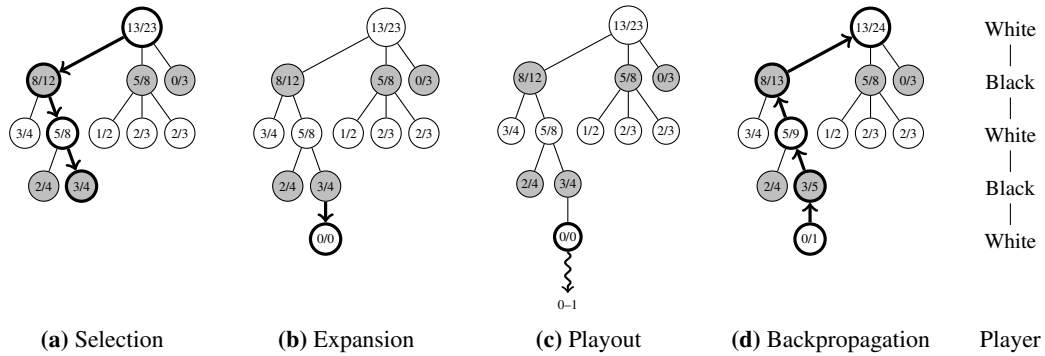 13/23
8/12 5/8 0/3
3/4 5/8 1/2 2/3 2/3
2/4 3/4
(a) Selection
13/23
8/12 5/8 0/3
3/4 5/8 1/2 2/3 2/3
2/4 3/4
0/0
(b) Expansion
13/23
8/12 5/8 0/3
3/4 5/8 1/2 2/3 2/3
2/4 3/4
0/0
0–1
(c) Playout
13/24
8/13 5/8 0/3
3/4 5/9 1/2 2/3 2/3
2/4 3/5
0/1
(d) Backpropagation
White
Black
White
Black
White
Player